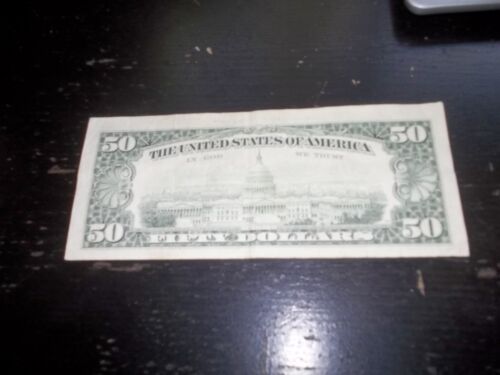 50 50
THE UNITED STATES OF AMERICA
IN GOD WE TRUST
50 FIFTY DOLLARS 50